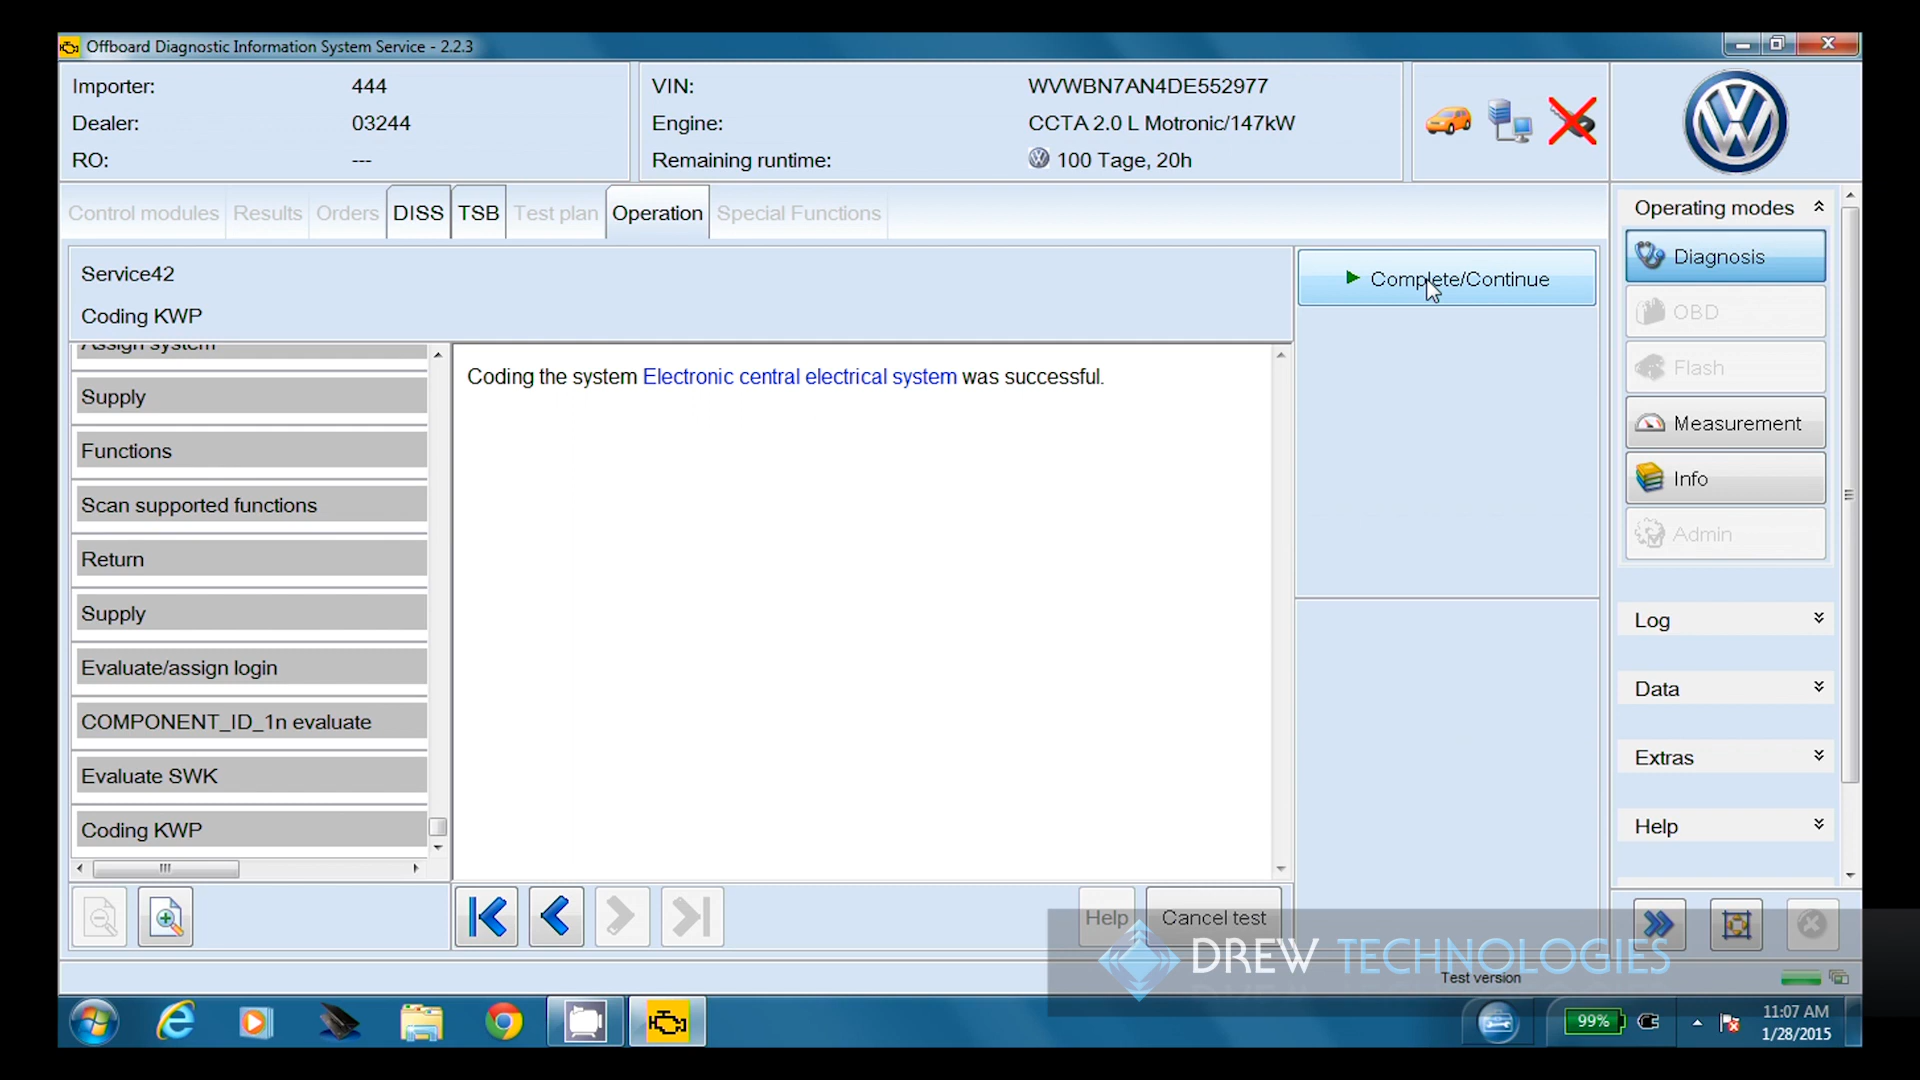 Offboard Diagnostic Information System Service - 2.2.3
Importer: 444
Dealer: 03244
RO: ---
VIN: WVWBN7AN4DE552977
Engine: CCTA 2.0 L Motronic/147kW
Remaining runtime: 100 Tage, 20h
Control modules Results Orders DISS TSB Test plan Operation Special Functions
Service42
Coding KWP
Complete/Continue
Assign system
Supply
Functions
Scan supported functions
Return
Supply
Evaluate/assign login
COMPONENT_ID_1n evaluate
Evaluate SWK
Coding KWP
Coding the system Electronic central electrical system was successful.
Help
Cancel test
Operating modes
Diagnosis
OBD
Flash
Measurement
Info
Admin
Log
Data
Extras
Help
DREW TECHNOLOGIES
Test version
99%
11:07 AM
1/28/2015